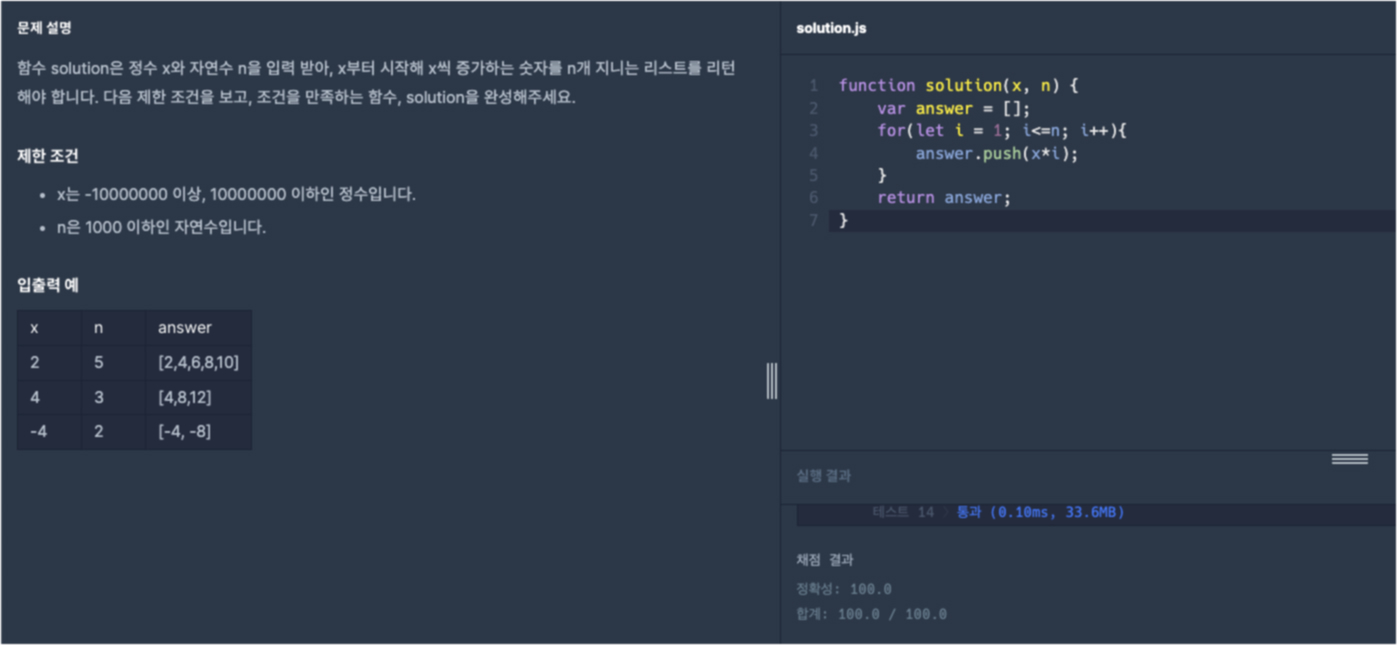 문제 설명
함수 solution은 정수 x와 자연수 n을 입력 받아, x부터 시작해 x씩 증가하는 숫자를 n개 지니는 리스트를 리턴
해야 합니다. 다음 제한 조건을 보고, 조건을 만족하는 함수, solution을 완성해주세요.
제한 조건
• x는 -10000000 이상, 10000000 이하인 정수입니다.
• n은 1000 이하인 자연수입니다.
입출력 예
x n answer
2 5 [2,4,6,8,10]
4 3 [4,8,12]
-4 2 [-4, -8]
solution.js
1 function solution(x, n) {
2 var answer = [];
3 for(let i = 1; i<=n; i++){
4 answer.push(x*i);
5 }
6 return answer;
7 }
실행 결과
테스트 14 > 통과 (0.10ms, 33.6MB)
채점 결과
정확성: 100.0
합계: 100.0 / 100.0